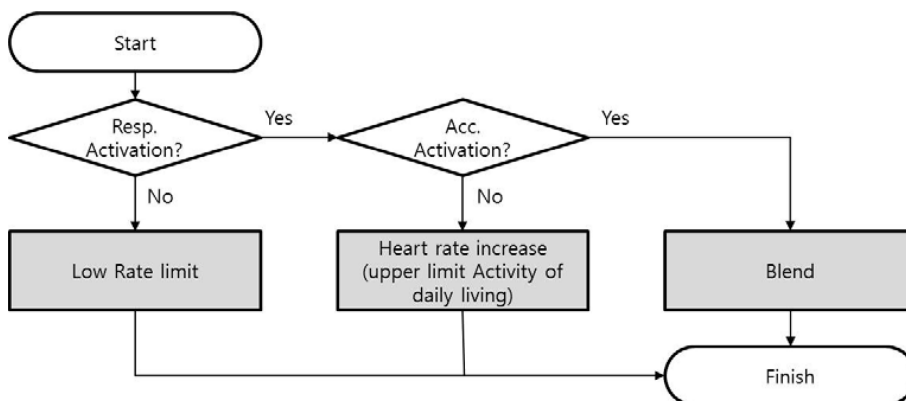 Start
Resp.
Activation?
Yes
Acc.
Activation?
Yes
No
No
Low Rate limit
Heart rate increase
(upper limit Activity of
daily living)
Blend
Finish